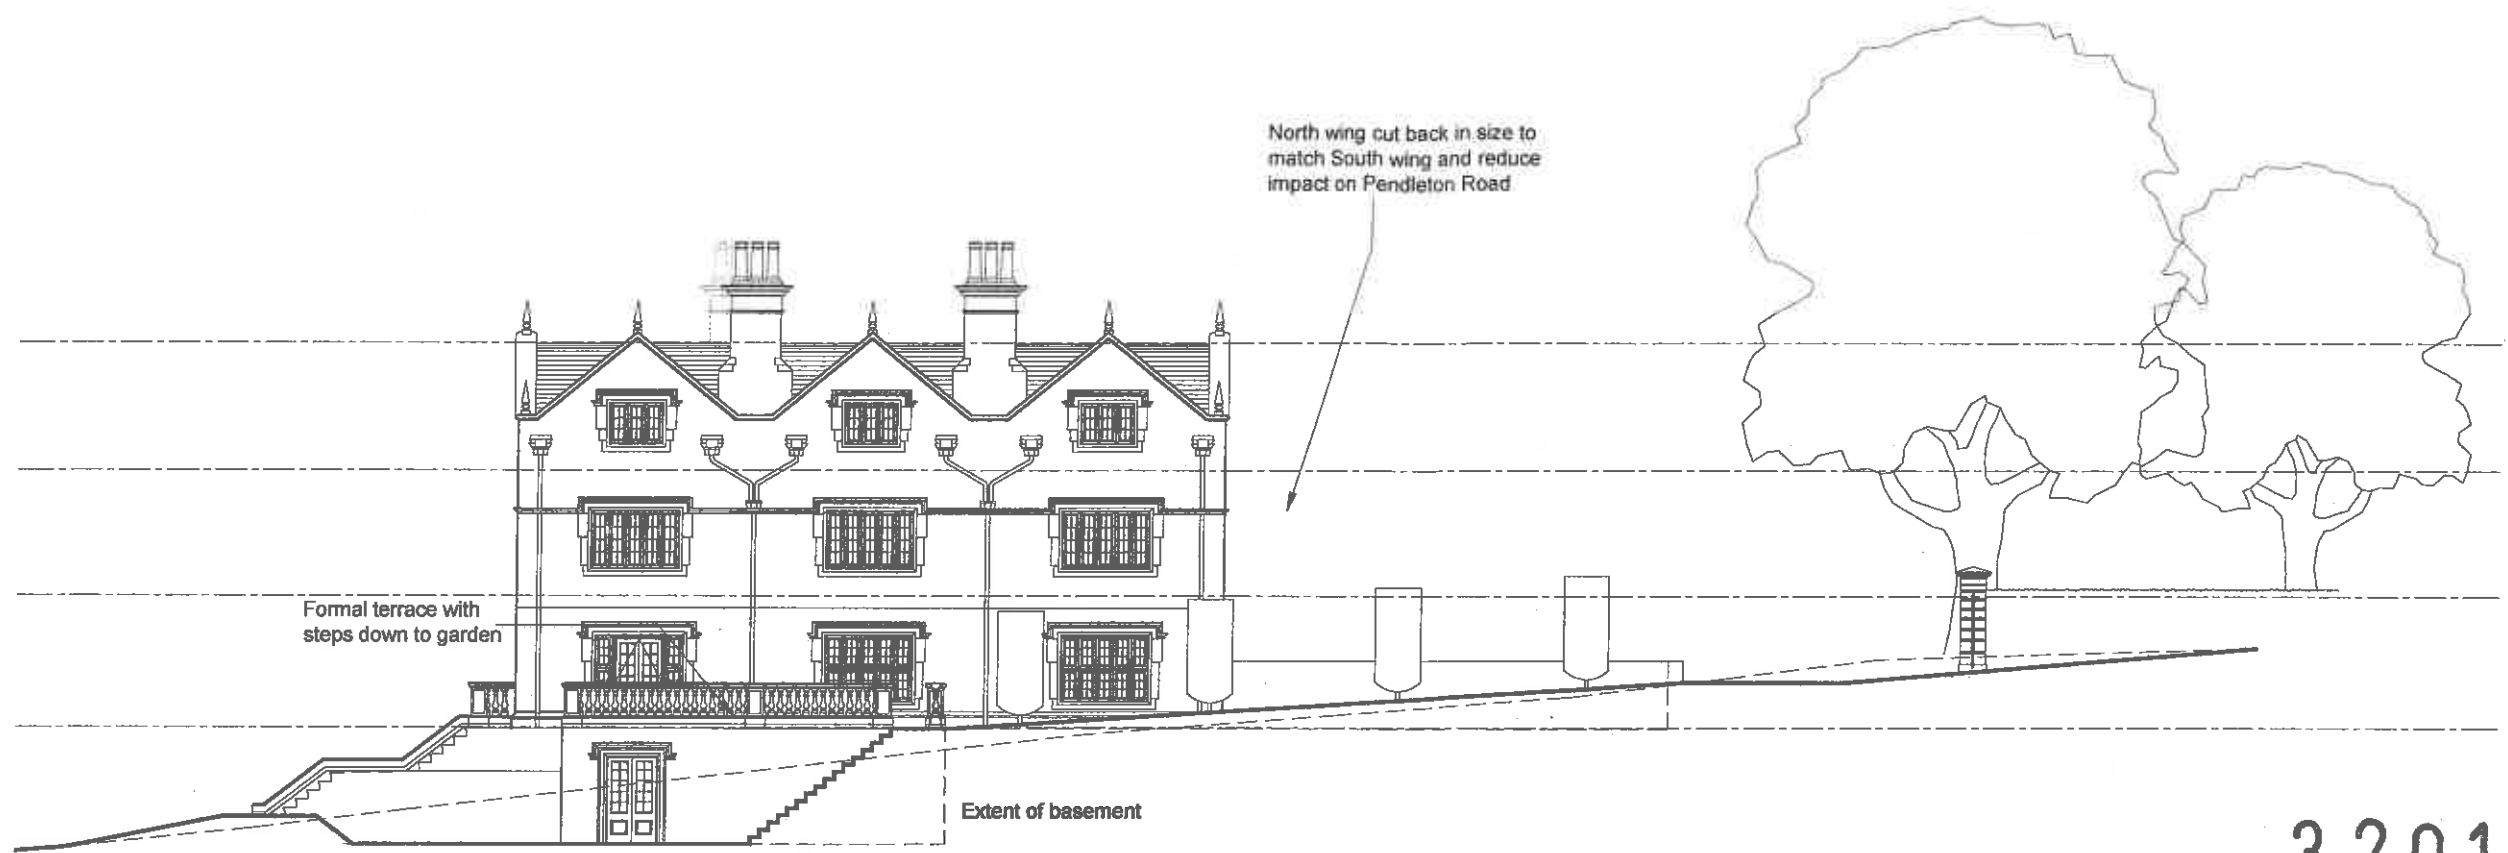 North wing cut back in size to
match South wing and reduce
impact on Pendleton Road
Formal terrace with
steps down to garden
Extent of basement
3201